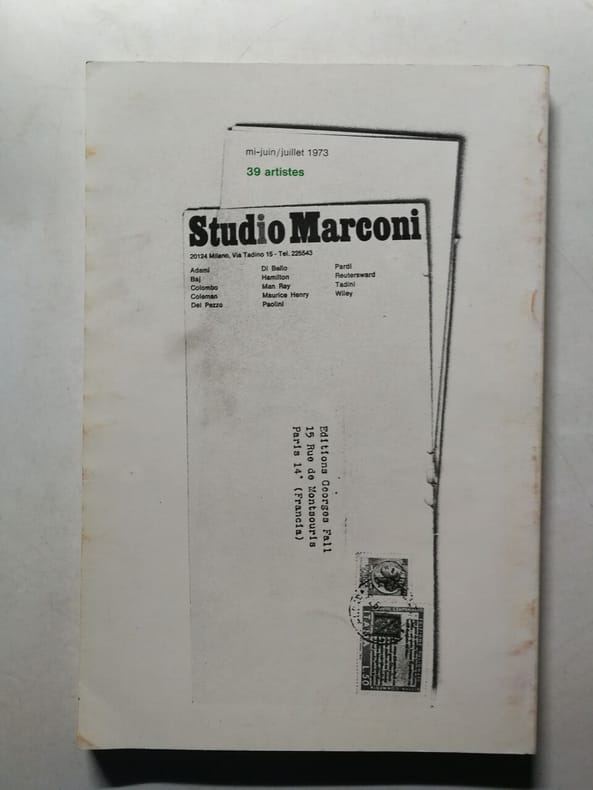 mi-juin/juillet 1973
39 artistes
Studio Marconi
20124 Milano, Via Tadino 15 - Tel. 225543
Adami
Baj
Colombo
Coleman
Del Pezzo
Di Bello
Hamilton
Man Ray
Maurice Henry
Paolini
Pardi
Reutersward
Tadini
Wiley
Editions Georges Fall
15 Rue de Montsouris
Paris 14° (Francia)
ITALIA
L.50